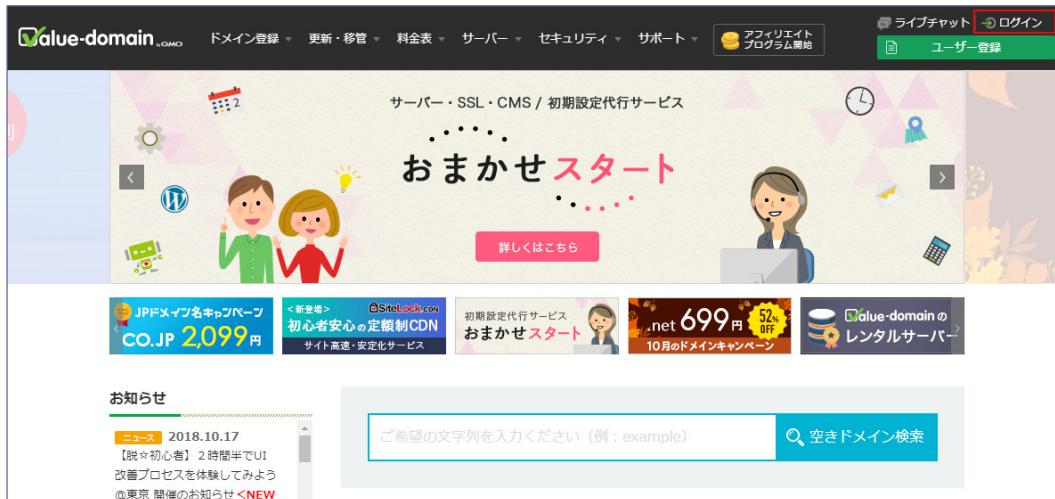 Value-domain by GMO
ドメイン登録
更新・移管
料金表
サーバー
セキュリティ
サポート
アフィリエイト
プログラム開始
ライブチャット
ログイン
ユーザー登録
サーバー・SSL・CMS / 初期設定代行サービス
おまかせスタート
詳しくはこちら
JPドメイン名キャンペーン
CO.JP 2,099円
<新登場> SiteLock CDN
初心者安心の定額制CDN
サイト高速・安定化サービス
初期設定代行サービス
おまかせスタート
.net 699円 52% OFF
10月のドメインキャンペーン
Value-domain の
レンタルサーバー
お知らせ
ニュース 2018.10.17
【脱☆初心者】２時間半でUI
改善プロセスを体験してみよう
@東京 開催のお知らせ<NEW
ご希望の文字列を入力ください（例：example）
空きドメイン検索